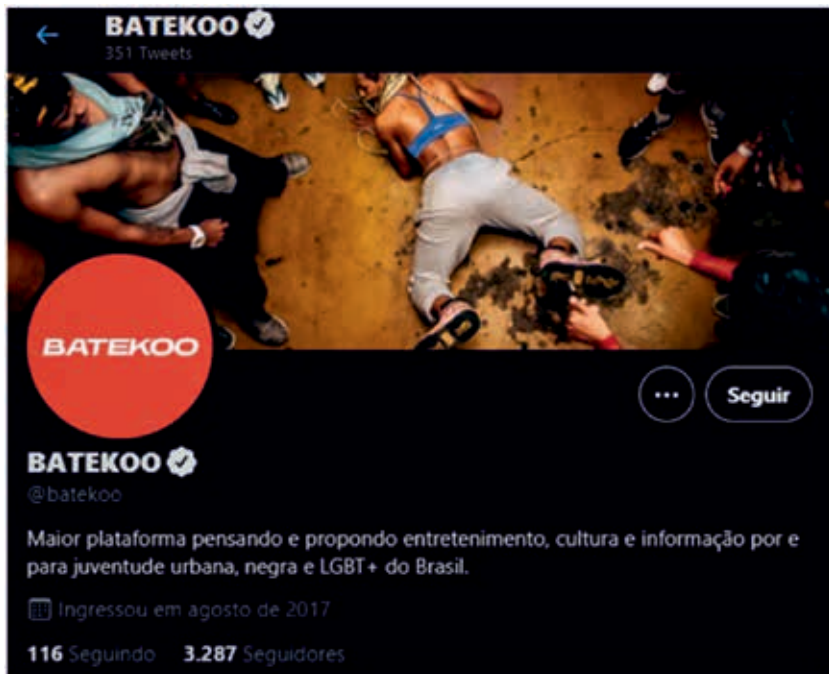 BATEKOO
351 Tweets
BATEKOO
Seguir
BATEKOO
@batekoo
Maior plataforma pensando e propondo entretenimento, cultura e informação por e
para juventude urbana, negra e LGBT+ do Brasil.
Ingressou em agosto de 2017
116 Seguindo 3.287 Seguidores